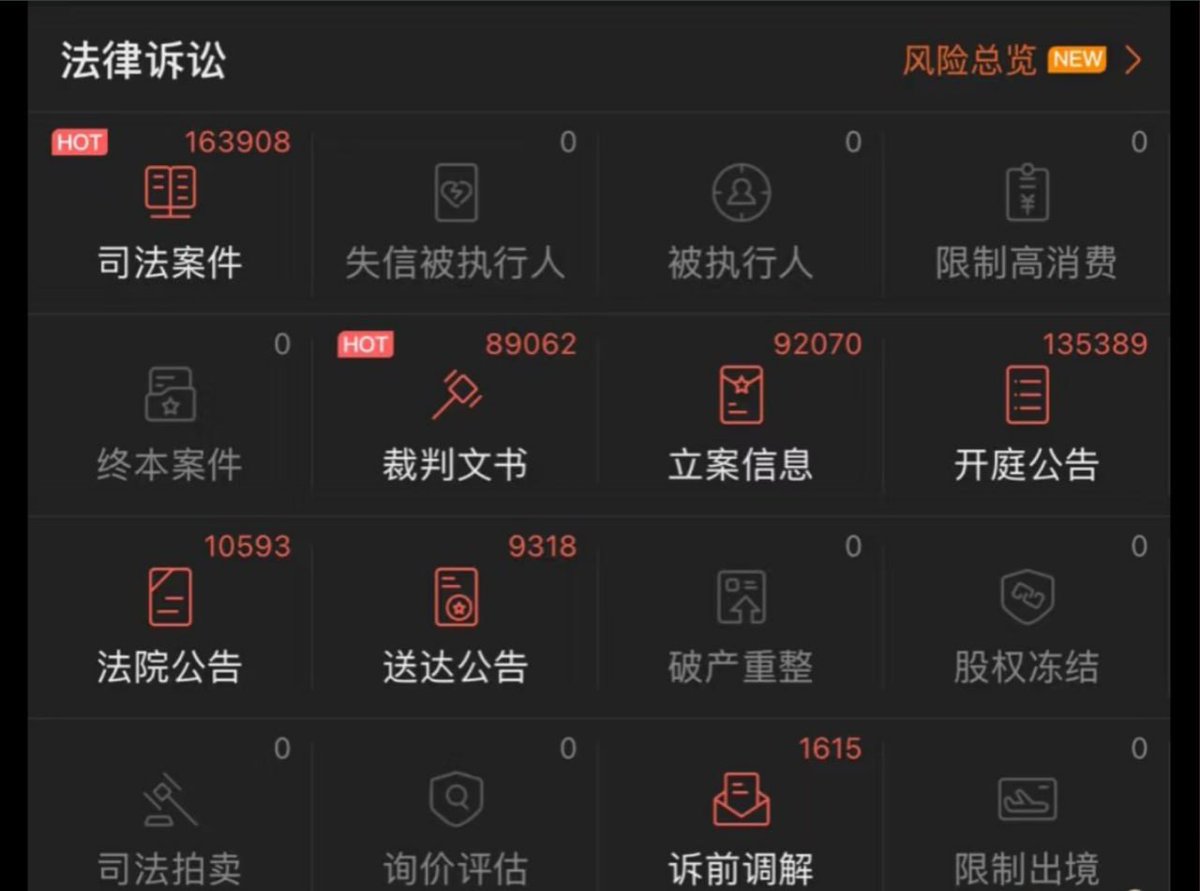 法律诉讼 风险总览 NEW
HOT 163908 0 0 0
司法案件 失信被执行人 被执行人 限制高消费
0 HOT 89062 92070 135389
终本案件 裁判文书 立案信息 开庭公告
10593 9318 0 0
法院公告 送达公告 破产重整 股权冻结
0 0 1615 0
司法拍卖 询价评估 诉前调解 限制出境